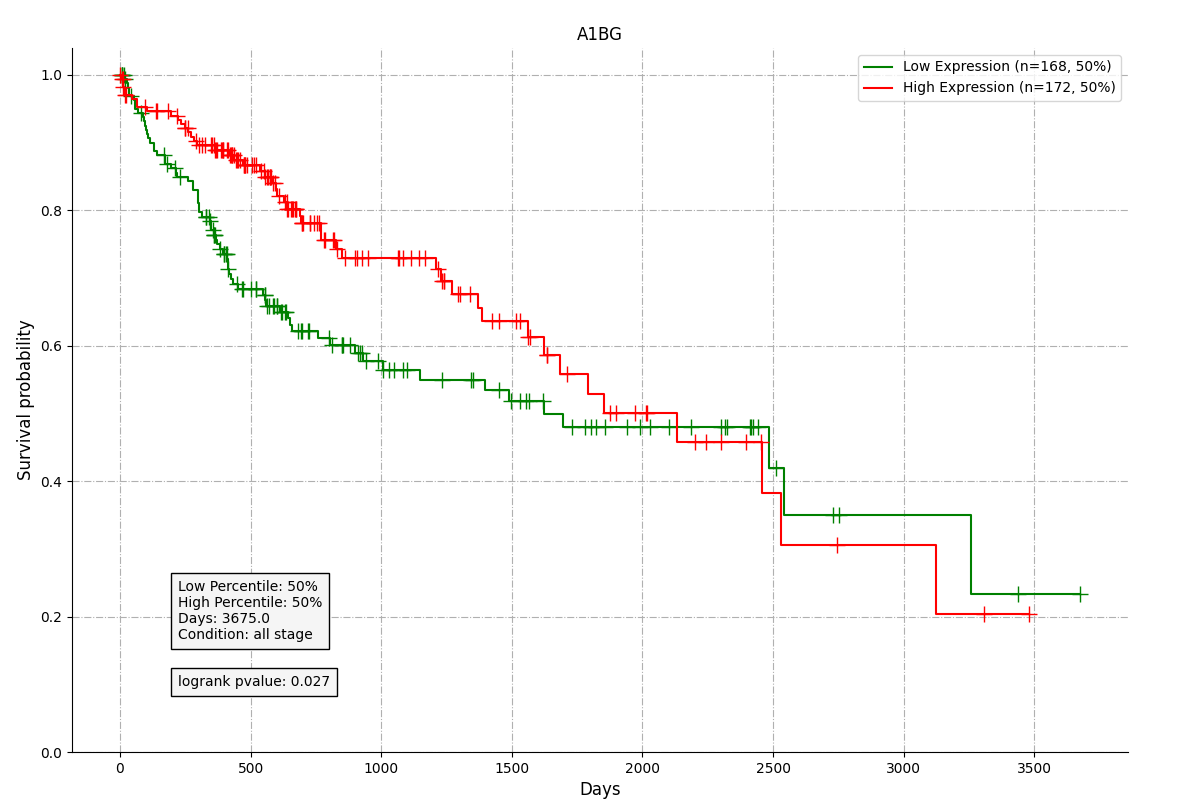 A1BG
Low Expression (n=168, 50%)
High Expression (n=172, 50%)
1.0
0.8
0.6
0.4
0.2
0.0
Survival probability
Low Percentile: 50%
High Percentile: 50%
Days: 3675.0
Condition: all stage
logrank pvalue: 0.027
0 500 1000 1500 2000 2500 3000 3500
Days